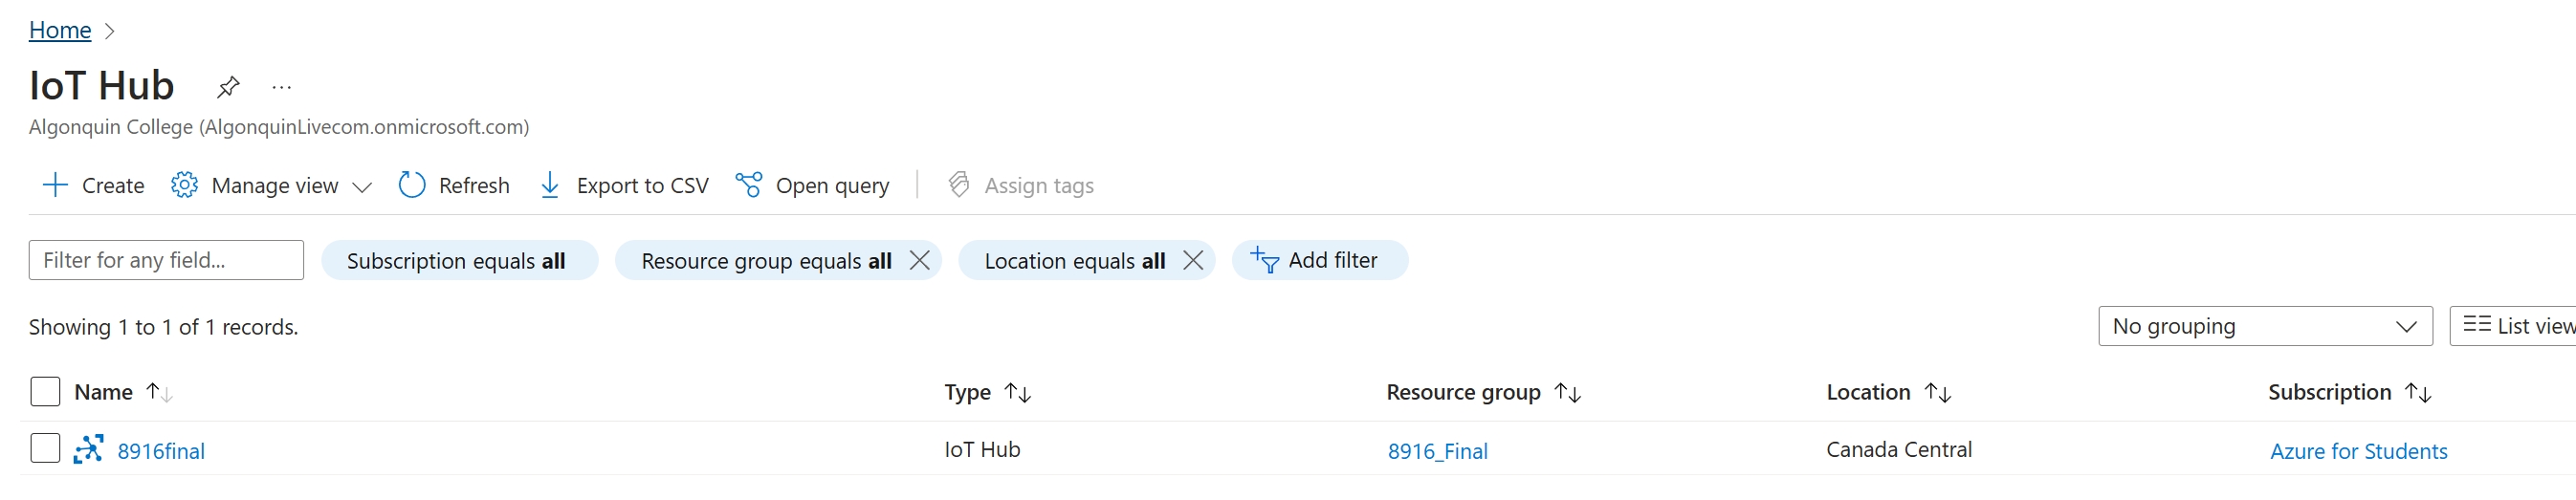 Home
IoT Hub
Algonquin College (AlgonquinLivecom.onmicrosoft.com)
Create Manage view Refresh Export to CSV Open query Assign tags
Filter for any field... Subscription equals all Resource group equals all Location equals all Add filter
Showing 1 to 1 of 1 records. No grouping List view
Name Type Resource group Location Subscription
8916final IoT Hub 8916_Final Canada Central Azure for Students